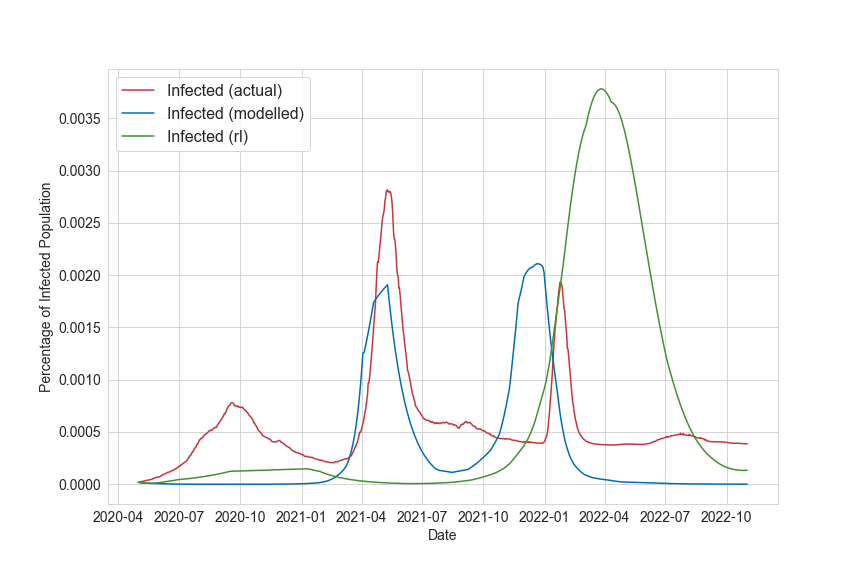 Infected (actual)
Infected (modelled)
Infected (rl)
Percentage of Infected Population
0.0035
0.0030
0.0025
0.0020
0.0015
0.0010
0.0005
0.0000
2020-04 2020-07 2020-10 2021-01 2021-04 2021-07 2021-10 2022-01 2022-04 2022-07 2022-10
Date